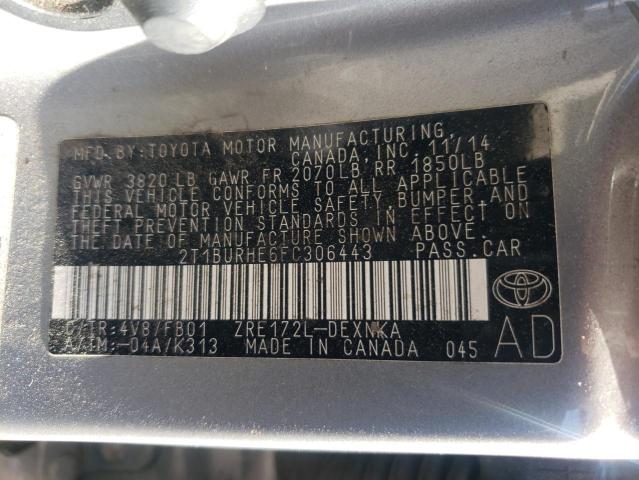 MFD. BY: TOYOTA MOTOR MANUFACTURING,
CANADA, INC. 11/14
GVWR 3820 LB GAWR FR 2070LB RR 1850LB
THIS VEHICLE CONFORMS TO ALL APPLICABLE
FEDERAL MOTOR VEHICLE SAFETY, BUMPER, AND
THEFT PREVENTION STANDARDS IN EFFECT ON
THE DATE OF MANUFACTURE SHOWN ABOVE.
2T1BURHE6FC306443 PASS.CAR
C/TR:4V8/FB01 ZRE172L-DEXNKA
A/TM:-04A/K313 MADE IN CANADA 045
AD